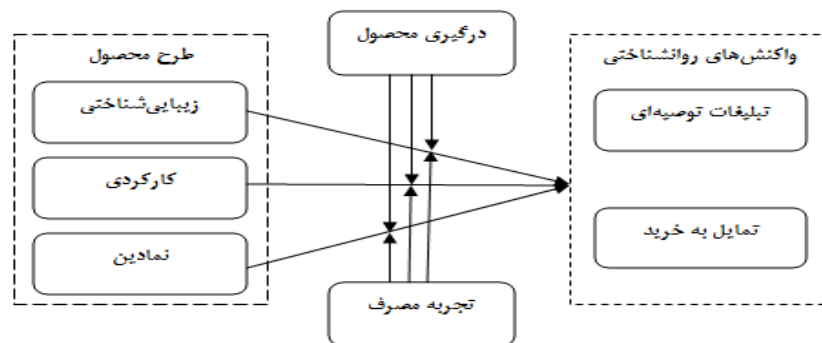 درگیری محصول
طرح محصول
واکنش‌های روانشناختی
زیبایی‌شناختی
تبلیغات توصیه‌ای
کارکردی
نمادین
تمایل به خرید
تجربه مصرف